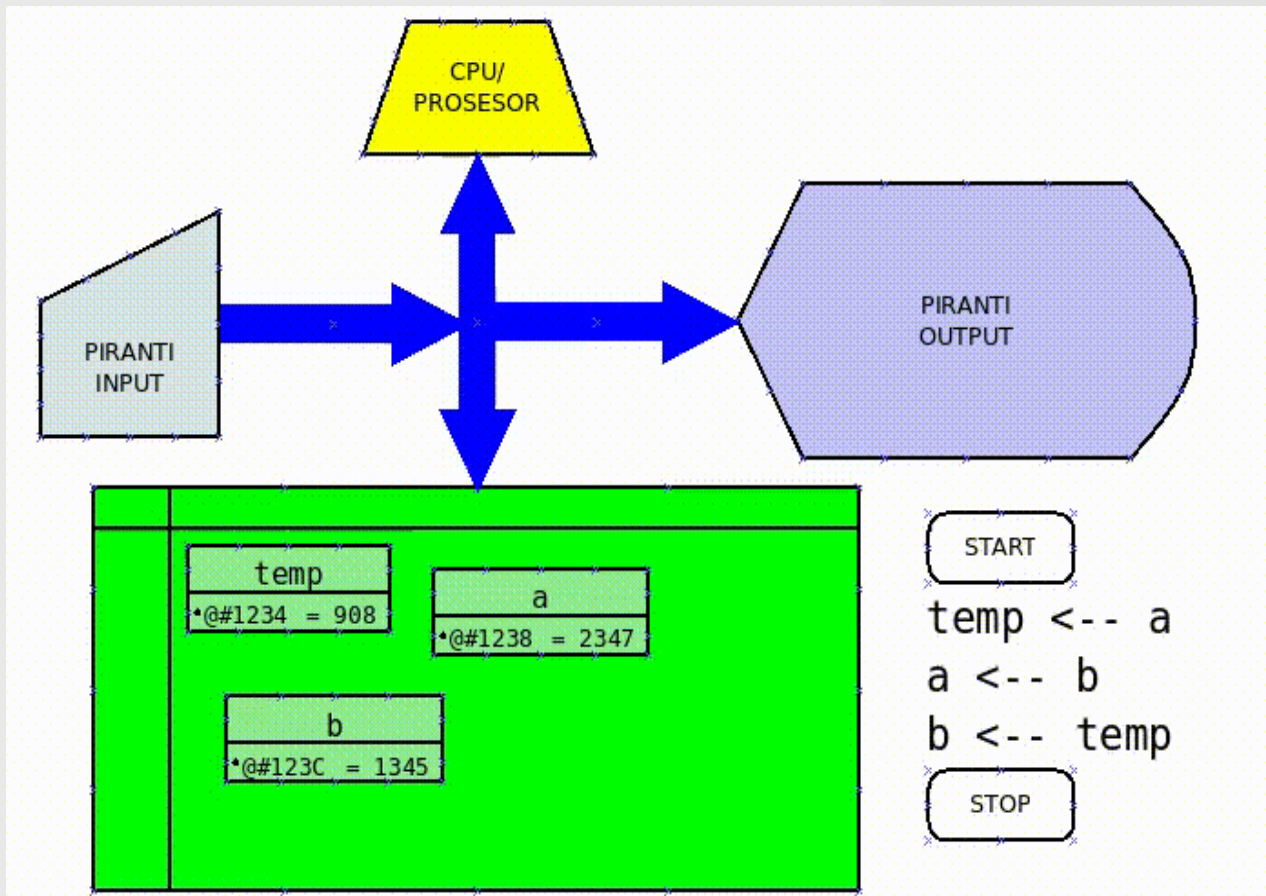 CPU/
PROSESOR
PIRANTI
INPUT
PIRANTI
OUTPUT
temp
@#1234 = 908
a
@#1238 = 2347
b
@#123C = 1345
START
temp <-- a
a <-- b
b <-- temp
STOP